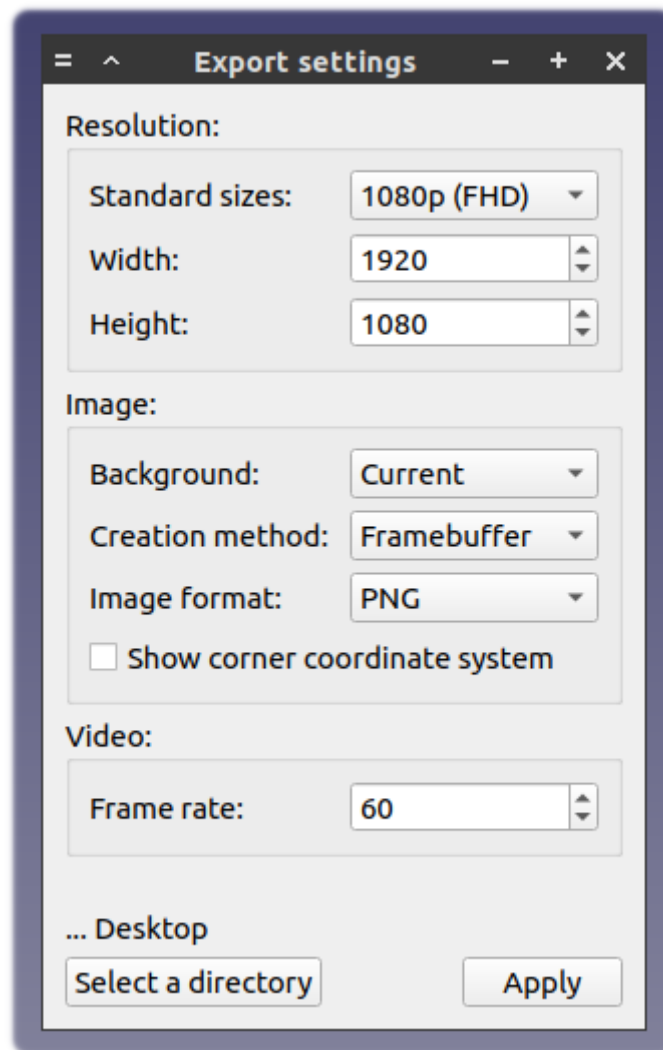 Export settings
Resolution:
Standard sizes: 1080p (FHD)
Width: 1920
Height: 1080
Image:
Background: Current
Creation method: Framebuffer
Image format: PNG
Show corner coordinate system
Video:
Frame rate: 60
... Desktop
Select a directory Apply